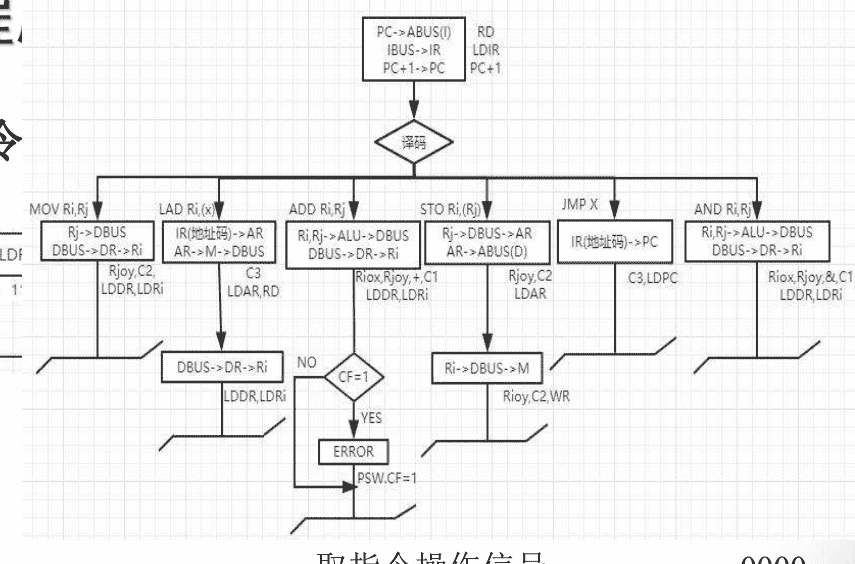 PC->ABUS(I)
IBUS->IR
PC+1->PC
RD
LDIR
PC+1
译码
MOV Ri,Rj
Rj->DBUS
DBUS->DR->Ri
Rjoy,C2,
LDDR,LDRi
LAD Ri,(x)
IR(地址码)->AR
AR->M->DBUS
C3
LDAR,RD
DBUS->DR->Ri
LDDR,LDRi
ADD Ri,Rj
Ri,Rj->ALU->DBUS
DBUS->DR->Ri
Riox,Rjoy,+,C1
LDDR,LDRi
NO
CF=1
YES
ERROR
PSW.CF=1
STO Ri,(Rj)
Rj->DBUS->AR
AR->ABUS(D)
Rjoy,C2
LDAR
Ri->DBUS->M
Rioy,C2,WR
JMP X
IR(地址码)->PC
C3,LDPC
AND Ri,Rj
Ri,Rj->ALU->DBUS
DBUS->DR->Ri
Riox,Rjoy,&,C1
LDDR,LDRi
取指令操作信号
0000